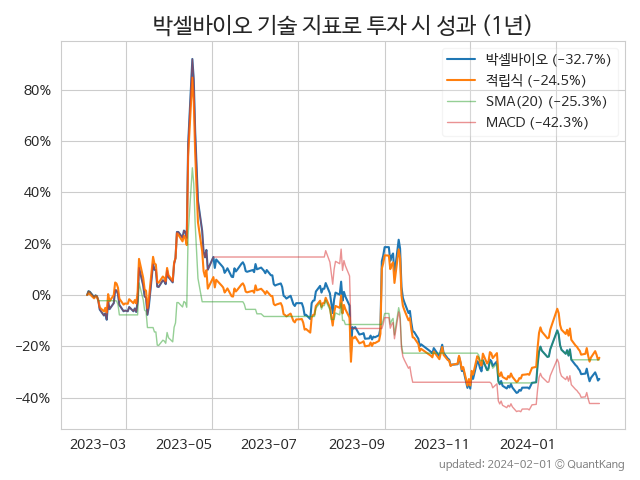 박셀바이오 기술 지표로 투자 시 성과 (1년)
박셀바이오 (−32.7%)
적립식 (−24.5%)
SMA(20) (−25.3%)
MACD (−42.3%)
80%
60%
40%
20%
0%
−20%
−40%
2023-03
2023-05
2023-07
2023-09
2023-11
2024-01
updated: 2024-02-01 © QuantKang